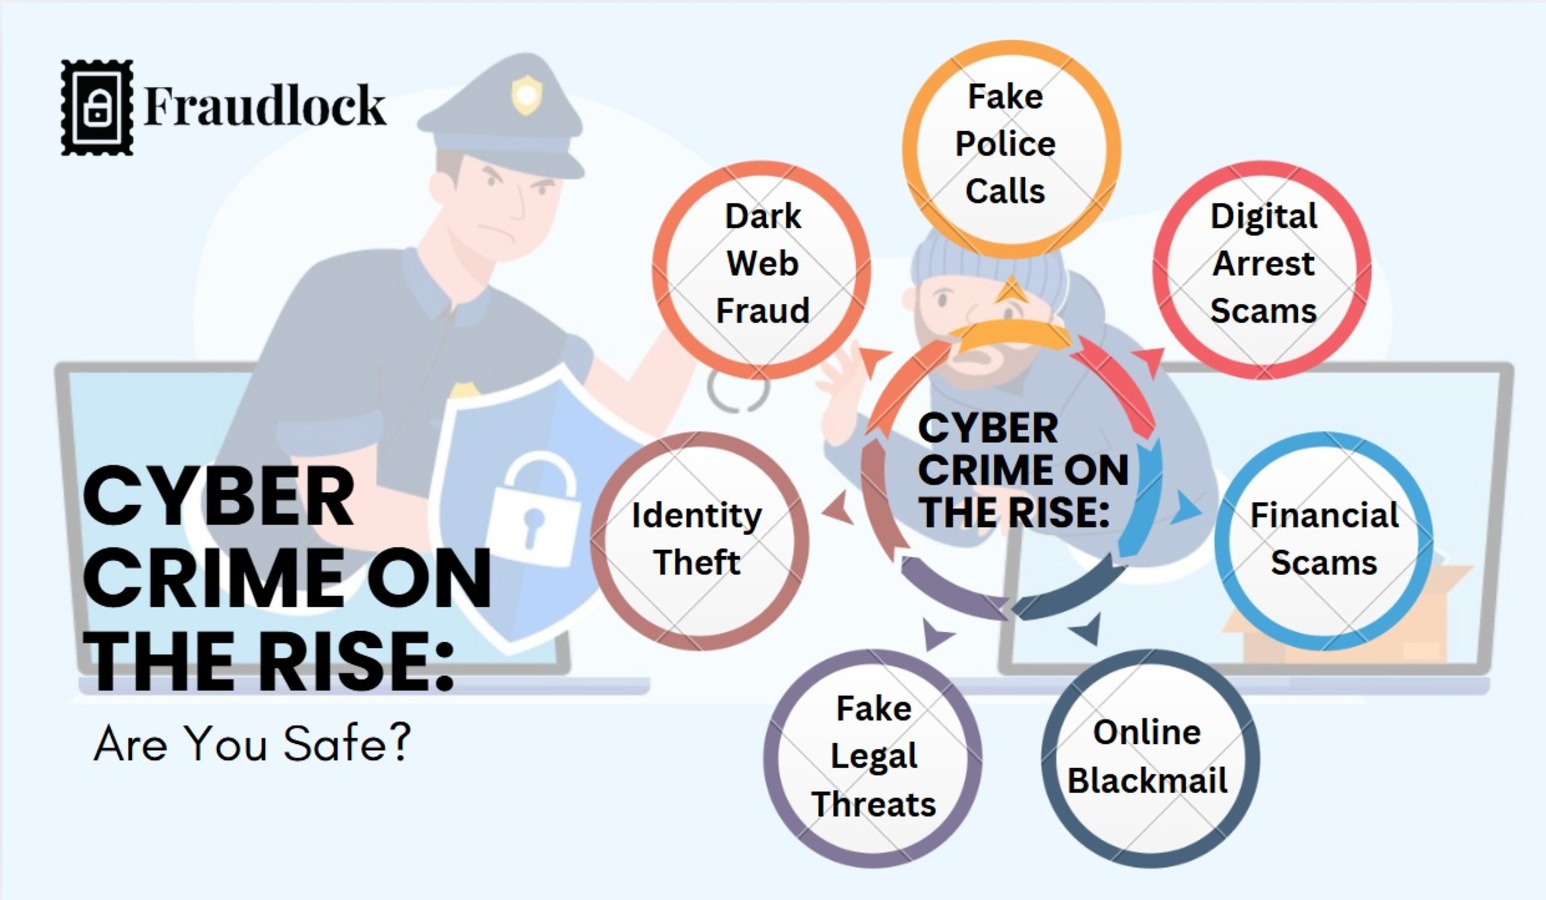 Fraudlock
CYBER
CRIME ON
THE RISE:
Are You Safe?
Fake
Police
Calls
Digital
Arrest
Scams
Financial
Scams
Online
Blackmail
Fake
Legal
Threats
Identity
Theft
Dark
Web
Fraud
CYBER
CRIME ON
THE RISE: